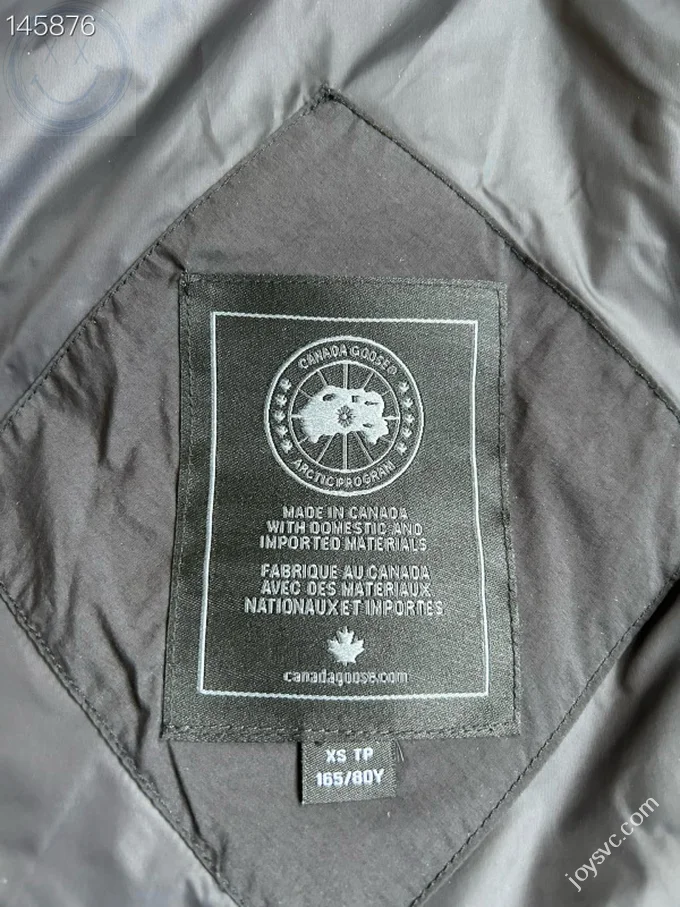 145876
CANADA GOOSE®
ARCTIC PROGRAM
MADE IN CANADA
WITH DOMESTIC AND
IMPORTED MATERIALS
FABRIQUE AU CANADA
AVEC DES MATERIAUX
NATIONAUX ET IMPORTES
canadagoose.com
XS TP
165/80Y
joysvc.com